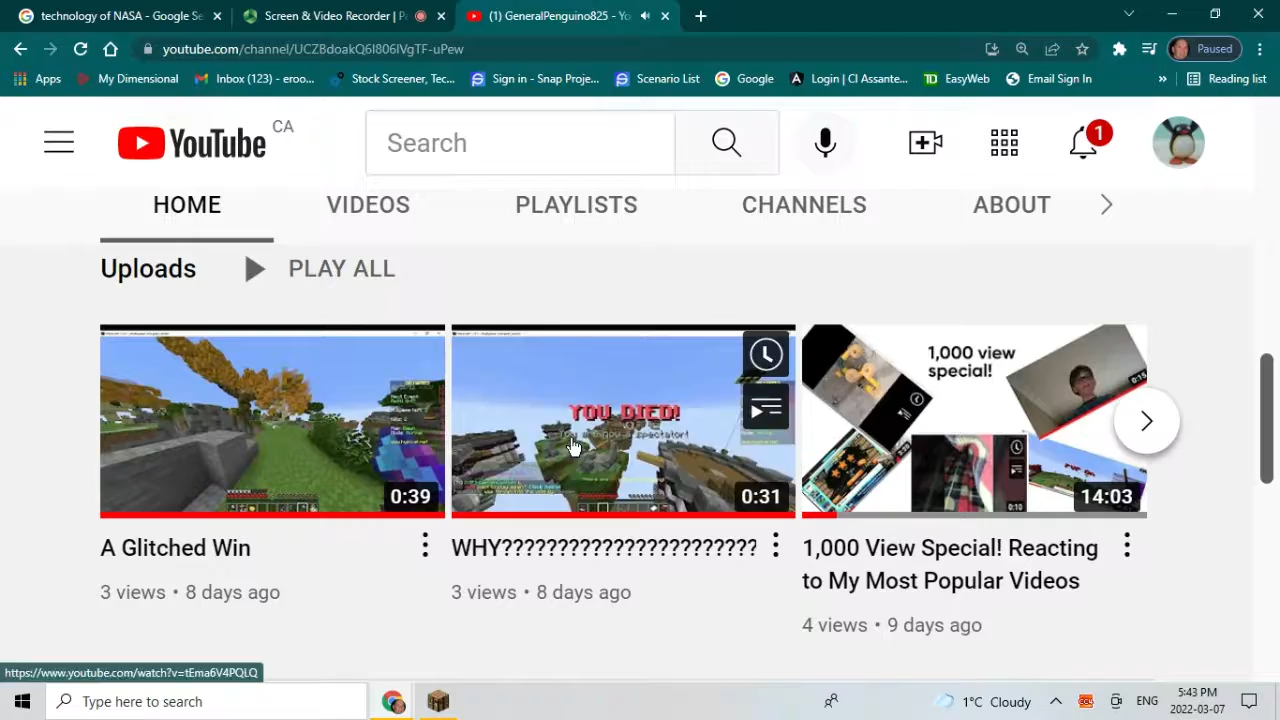 technology of NASA - Google Se
Screen & Video Recorder | P
(1) GeneralPenguino825 - Yo
youtube.com/channel/UCZBdoakQ6I806IVgTF-uPew
Paused
Apps
My Dimensional
Inbox (123) - eroo...
Stock Screener, Tec...
Sign in - Snap Proje...
Scenario List
Google
Login | CI Assante...
EasyWeb
Email Sign In
»
Reading list
YouTube CA
Search
1
HOME
VIDEOS
PLAYLISTS
CHANNELS
ABOUT
Uploads
PLAY ALL
0:39
YOU DIED!
0:31
1,000 view
special!
0:15
0:10
14:03
A Glitched Win
WHY???????????????????????
1,000 View Special! Reacting
to My Most Popular Videos
3 views • 8 days ago
3 views • 8 days ago
4 views • 9 days ago
https://www.youtube.com/watch?v=tEma6V4PQLQ
Type here to search
1°C Cloudy
ENG
5:43 PM
2022-03-07